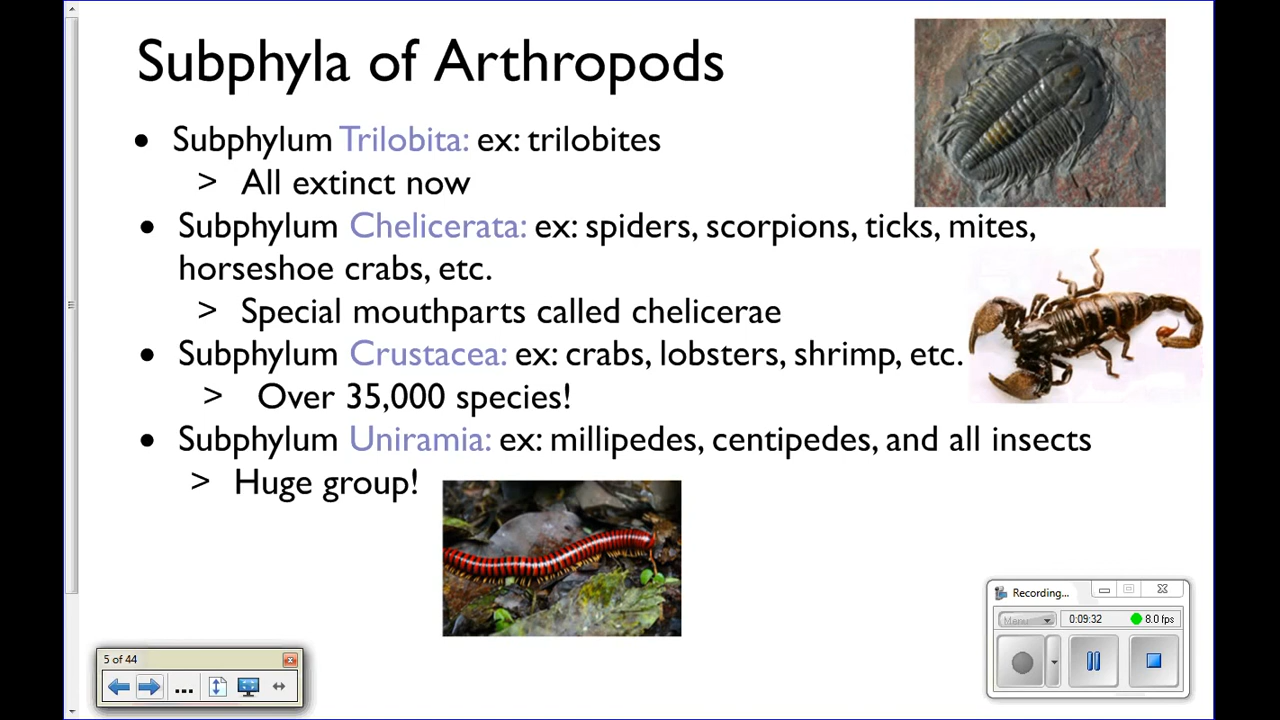 Subphyla of Arthropods
• Subphylum Trilobita: ex: trilobites
> All extinct now
• Subphylum Chelicerata: ex: spiders, scorpions, ticks, mites,
horseshoe crabs, etc.
> Special mouthparts called chelicerae
• Subphylum Crustacea: ex: crabs, lobsters, shrimp, etc.
> Over 35,000 species!
• Subphylum Uniramia: ex: millipedes, centipedes, and all insects
> Huge group!
Recording...
Menu
0:09:32
8.0 fps
5 of 44